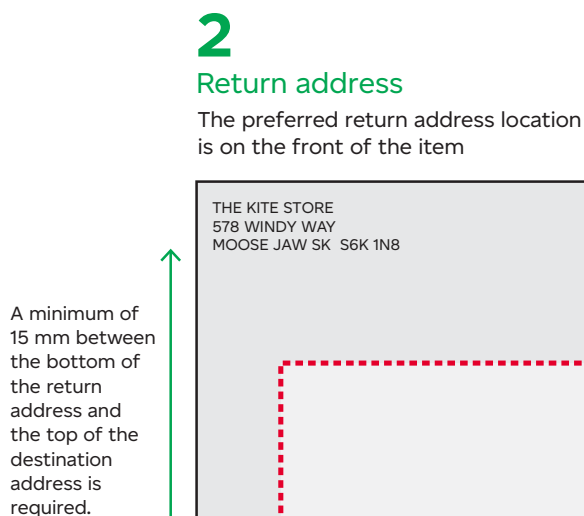 2
Return address
The preferred return address location
is on the front of the item
THE KITE STORE
578 WINDY WAY
MOOSE JAW SK  S6K 1N8
A minimum of
15 mm between
the bottom of
the return
address and
the top of the
destination
address is
required.